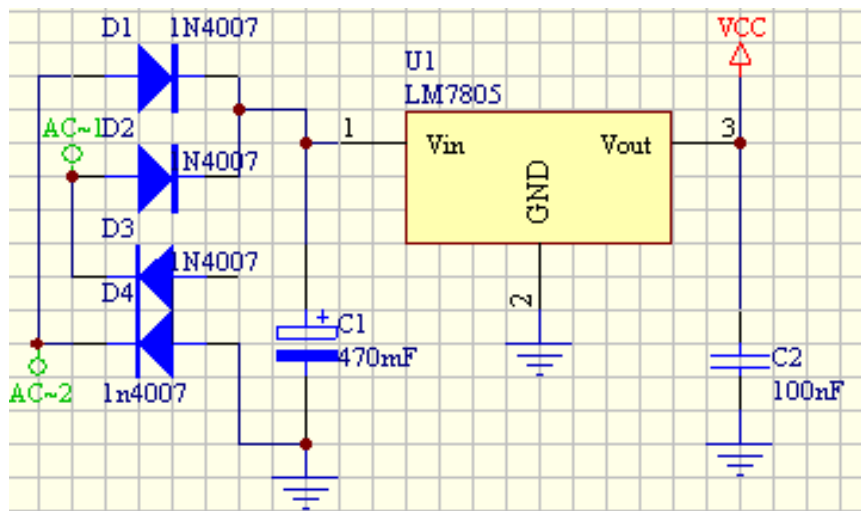 D1 1N4007
VCC
U1
LM7805
AC~1 D2
1 Vin Vout 3
1N4007
GND
D3
1N4007
D4
2
C1
470mF
C2
AC~2 1n4007 100nF